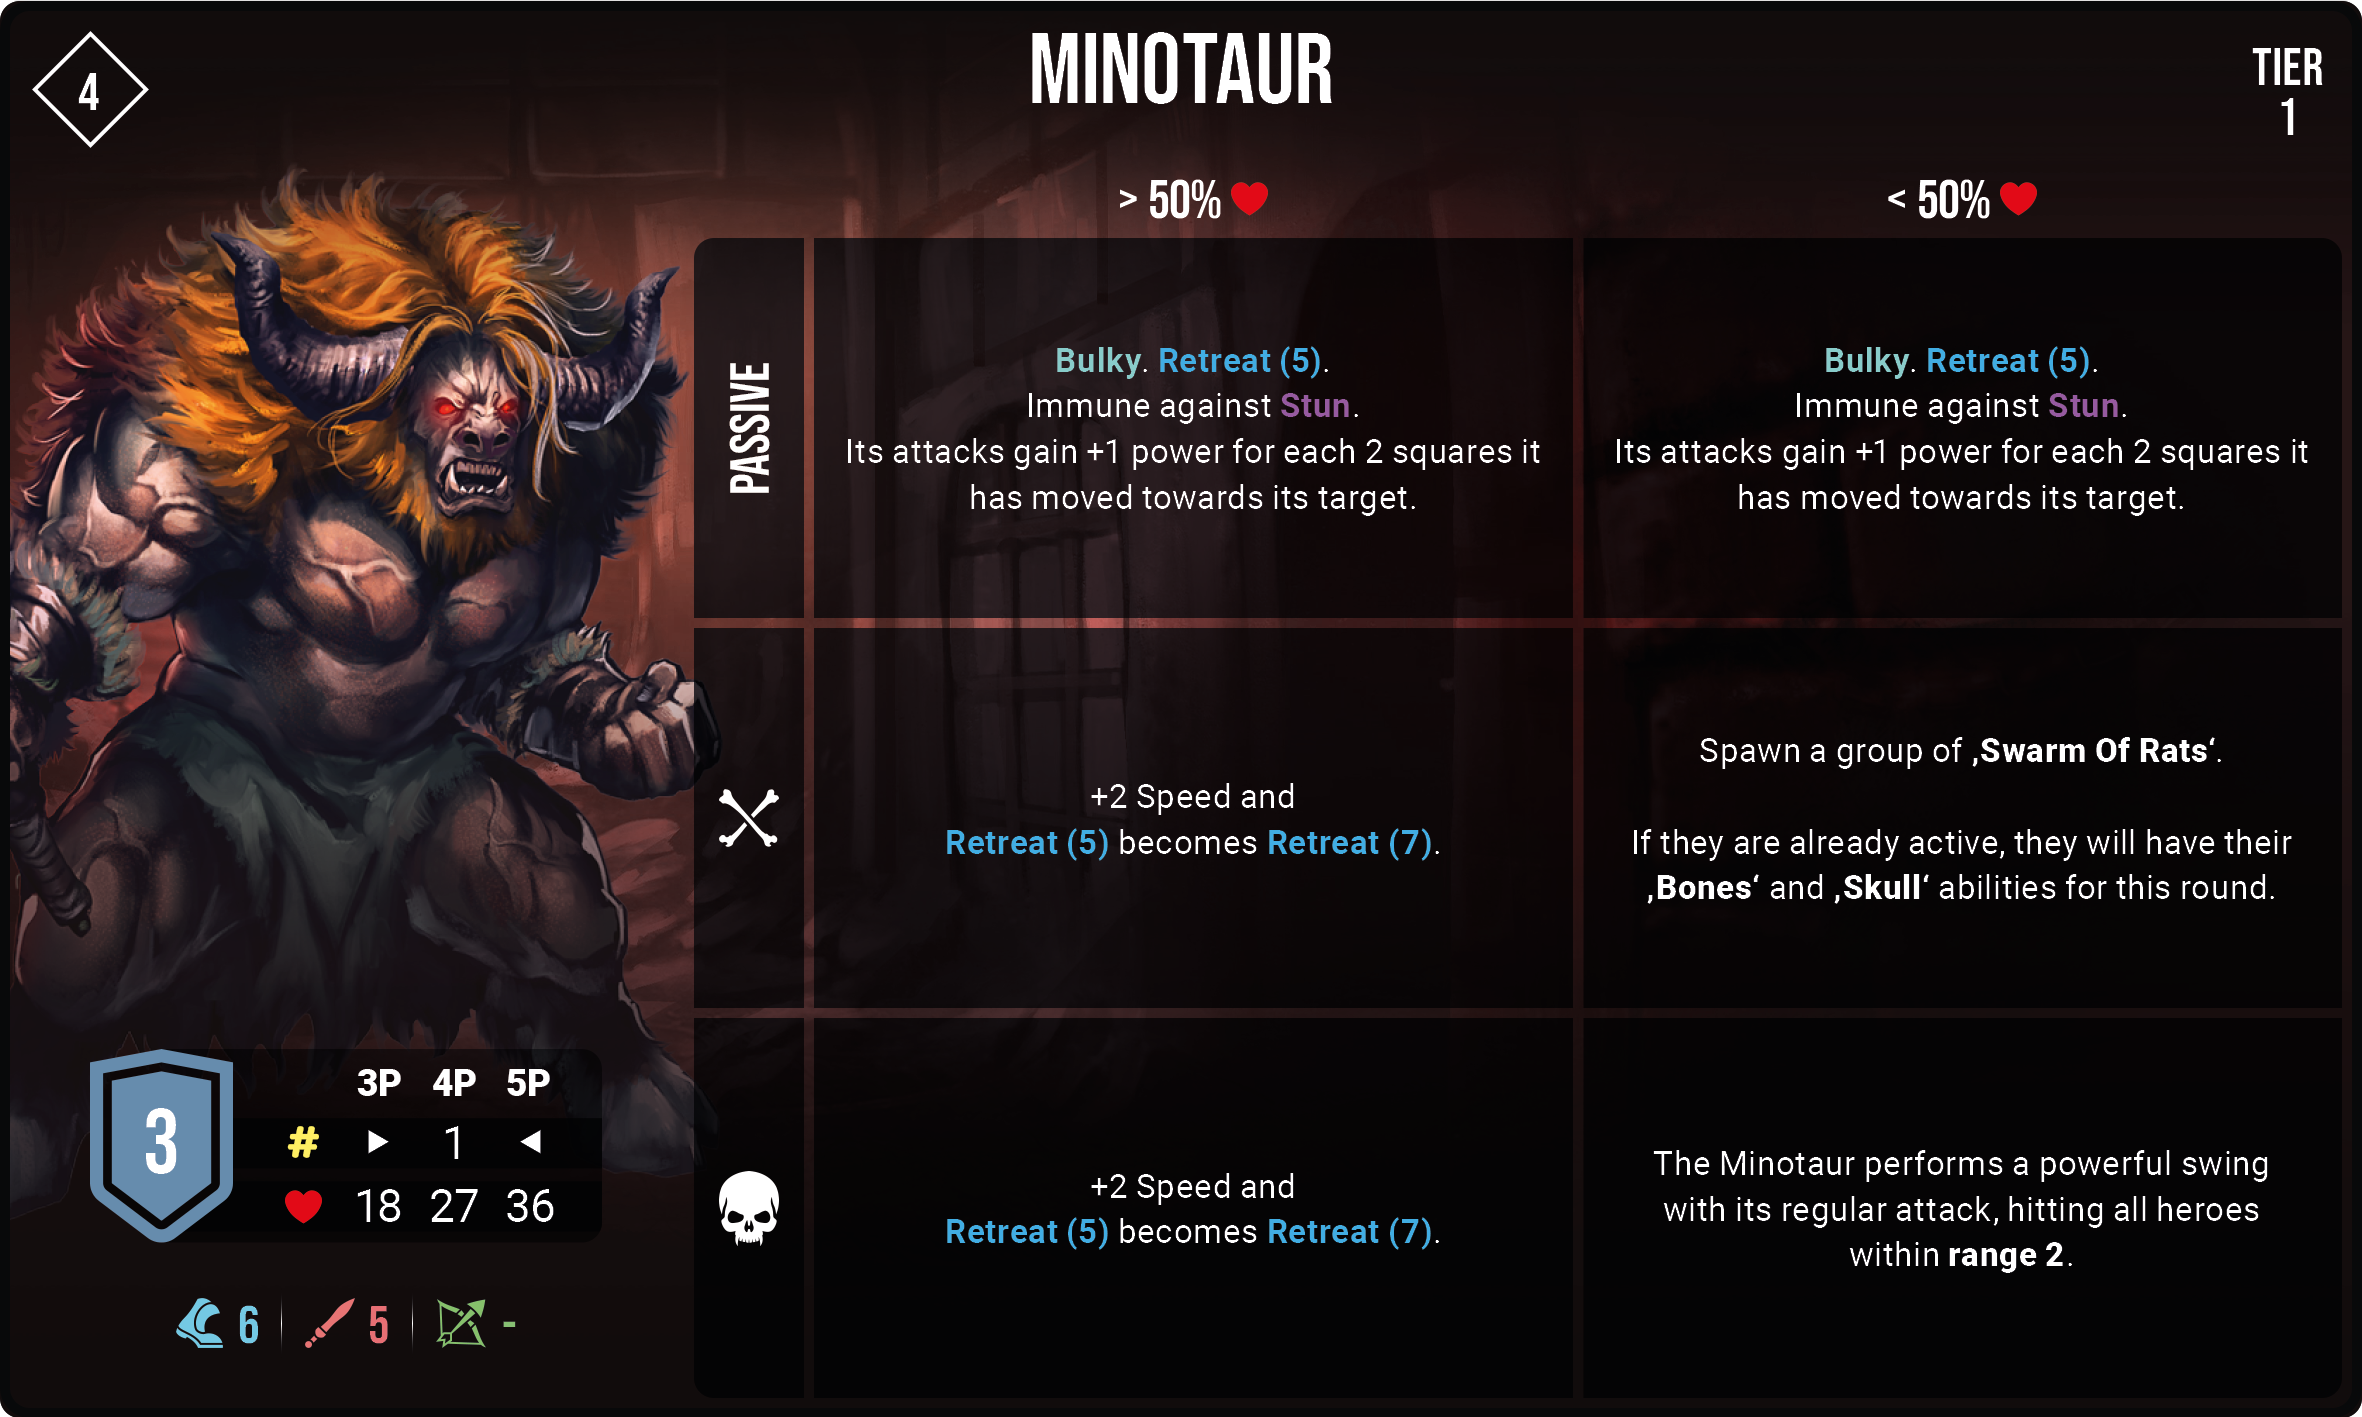 4
MINOTAUR
TIER
1
> 50%
< 50%
PASSIVE
Bulky. Retreat (5).
Immune against Stun.
Its attacks gain +1 power for each 2 squares it
has moved towards its target.
Bulky. Retreat (5).
Immune against Stun.
Its attacks gain +1 power for each 2 squares it
has moved towards its target.
+2 Speed and
Retreat (5) becomes Retreat (7).
Spawn a group of ‚Swarm Of Rats‘.
If they are already active, they will have their
‚Bones‘ and ‚Skull‘ abilities for this round.
+2 Speed and
Retreat (5) becomes Retreat (7).
The Minotaur performs a powerful swing
with its regular attack, hitting all heroes
within range 2.
3
3P 4P 5P
# ▶ 1 ◀
18 27 36
6 5 -